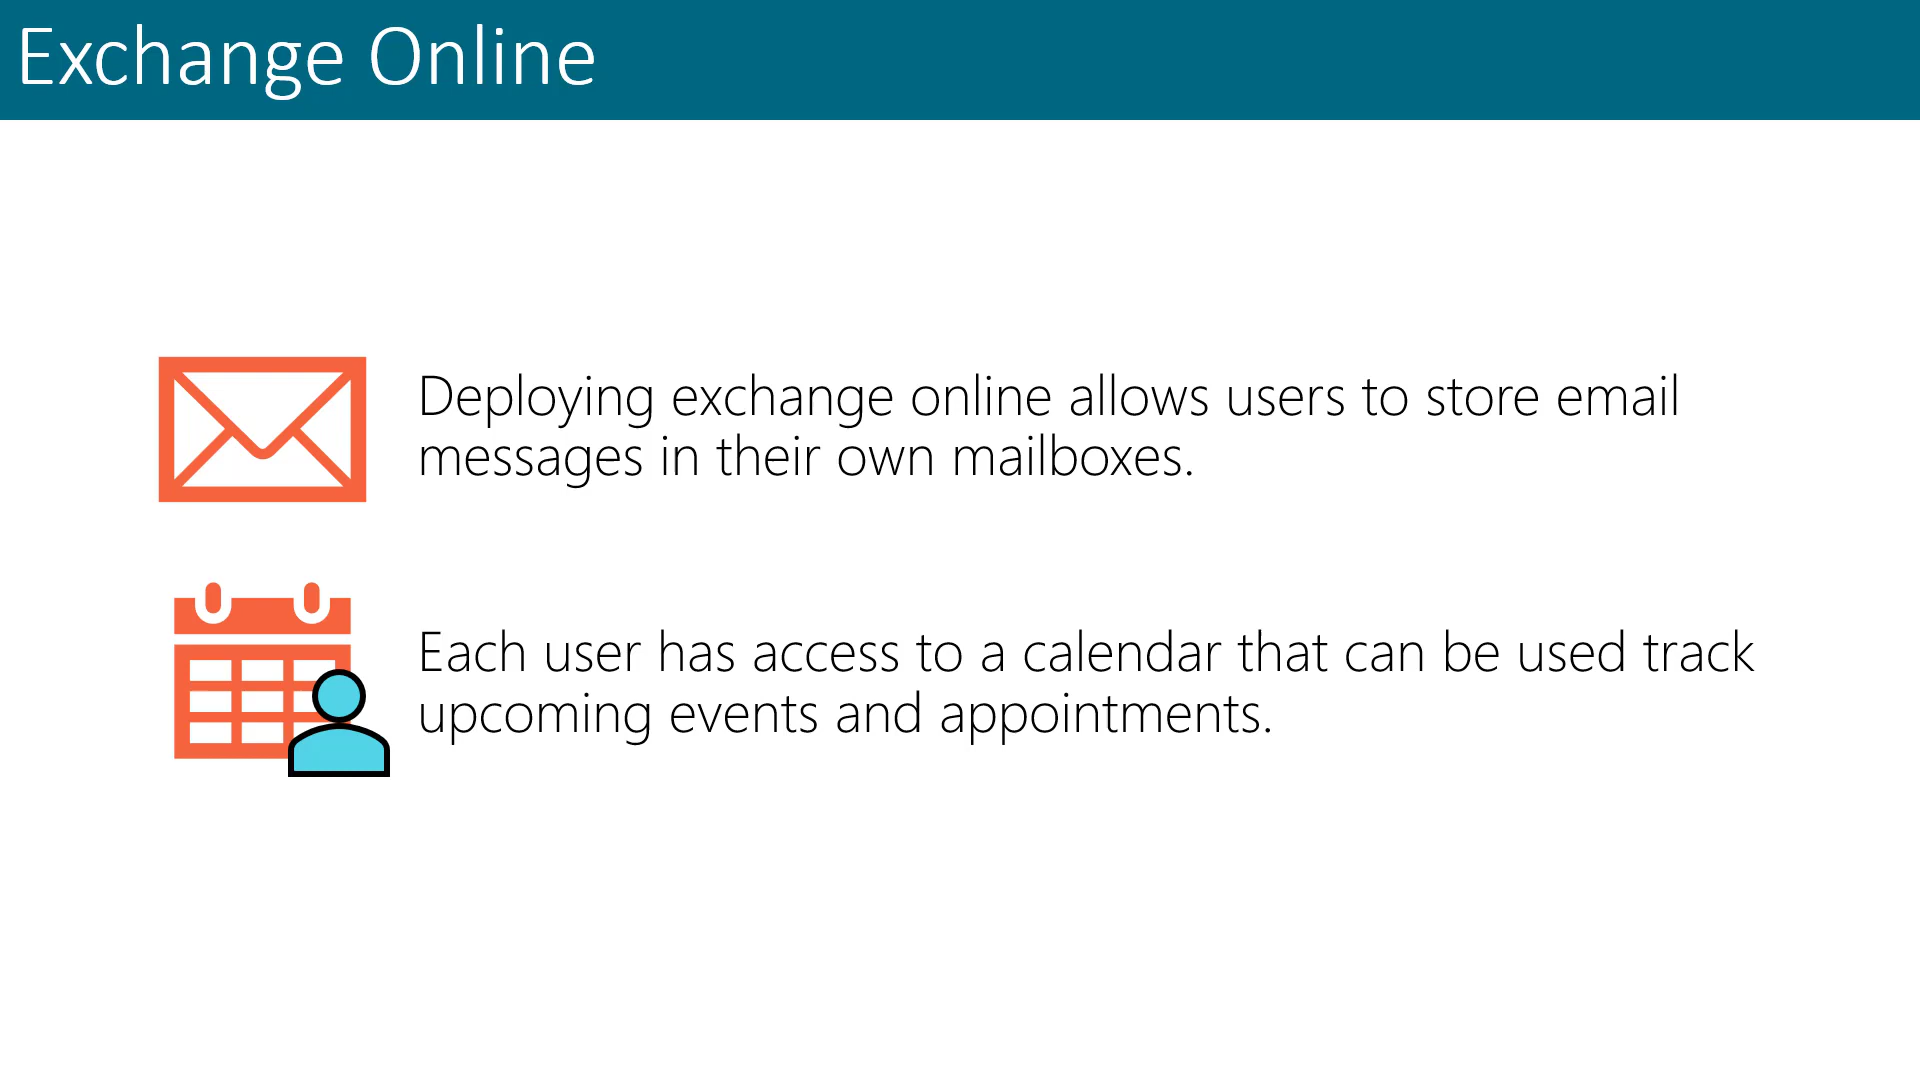 Exchange Online
Deploying exchange online allows users to store email
messages in their own mailboxes.
Each user has access to a calendar that can be used track
upcoming events and appointments.